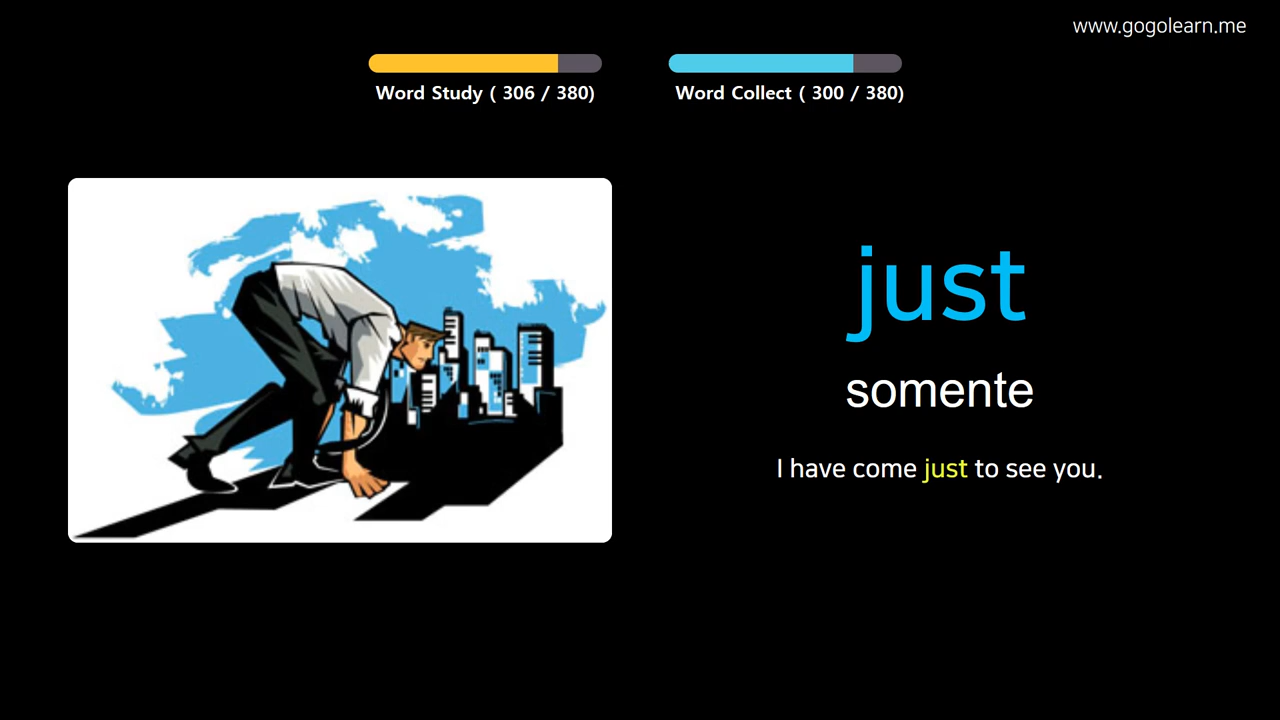 www.gogolearn.me
Word Study ( 306 / 380)
Word Collect ( 300 / 380)
just
somente
I have come just to see you.